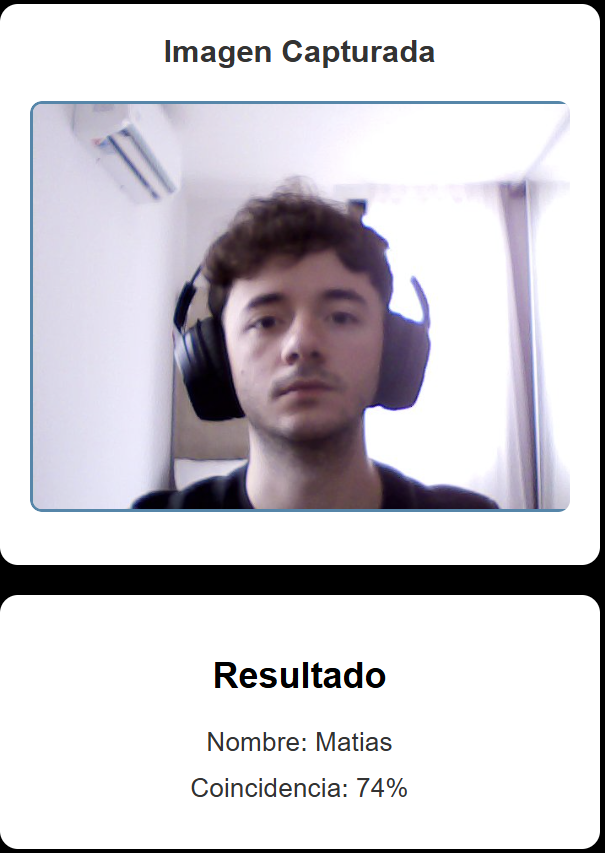 Imagen Capturada
Resultado
Nombre: Matias
Coincidencia: 74%